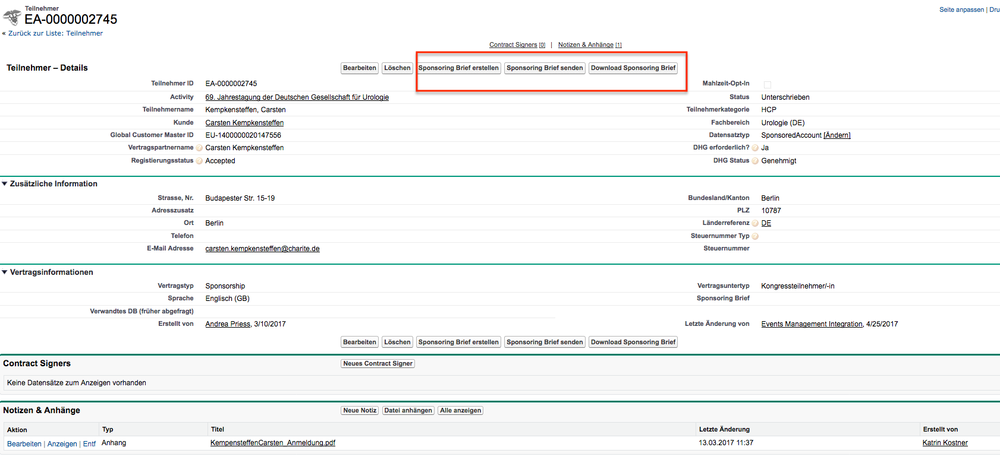 Teilnehmer
EA-0000002745
Seite anpassen | Dru
« Zurück zur Liste: Teilnehmer
Contract Signers [0] | Notizen & Anhänge [1]
Teilnehmer – Details Bearbeiten Löschen Sponsoring Brief erstellen Sponsoring Brief senden Download Sponsoring Brief
Teilnehmer ID EA-0000002745 Mahlzeit-Opt-In
Activity 69. Jahrestagung der Deutschen Gesellschaft für Urologie Status Unterschrieben
Teilnehmername Kempkensteffen, Carsten Teilnehmerkategorie HCP
Kunde Carsten Kempkensteffen Fachbereich Urologie (DE)
Global Customer Master ID EU-1400000020147556 Datensatztyp SponsoredAccount [Ändern]
Vertragspartnername ? Carsten Kempkensteffen DHG erforderlich? ? Ja
Registierungsstatus ? Accepted DHG Status ? Genehmigt
Zusätzliche Information
Strasse, Nr. Budapester Str. 15-19 Bundesland/Kanton Berlin
Adresszusatz PLZ 10787
Ort Berlin Länderreferenz ? DE
Telefon Steuernummer Typ ?
E-Mail Adresse carsten.kempkensteffen@charite.de Steuernummer
Vertragsinformationen
Vertragstyp Sponsorship Vertragsuntertyp Kongressteilnehmer/-in
Sprache Englisch (GB) Sponsoring Brief
Verwandtes DB (früher abgefragt)
Erstellt von Andrea Priess, 3/10/2017 Letzte Änderung von Events Management Integration, 4/25/2017
Bearbeiten Löschen Sponsoring Brief erstellen Sponsoring Brief senden Download Sponsoring Brief
Contract Signers Neues Contract Signer
Keine Datensätze zum Anzeigen vorhanden
Notizen & Anhänge Neue Notiz Datei anhängen Alle anzeigen
Aktion Typ Titel Letzte Änderung Erstellt von
Bearbeiten | Anzeigen | Entf Anhang KempensteffenCarsten_Anmeldung.pdf 13.03.2017 11:37 Katrin Kostner